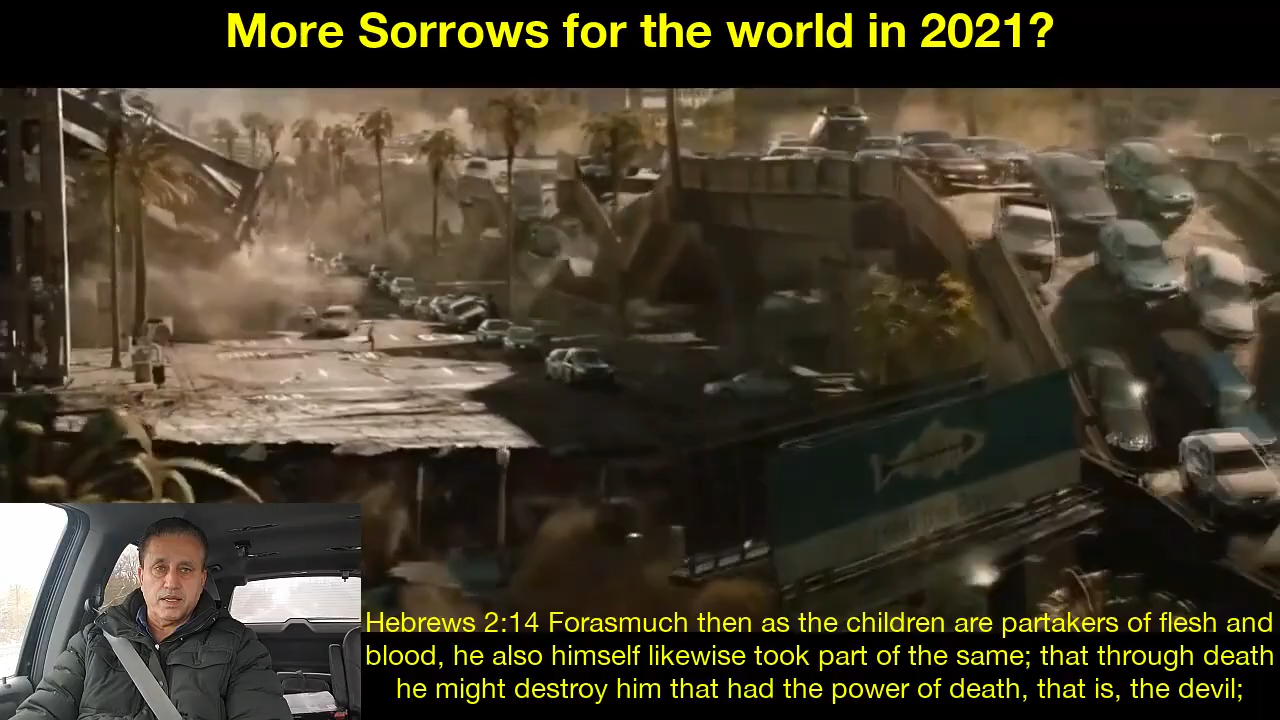 More Sorrows for the world in 2021?
Hebrews 2:14 Forasmuch then as the children are partakers of flesh and
blood, he also himself likewise took part of the same; that through death
he might destroy him that had the power of death, that is, the devil;